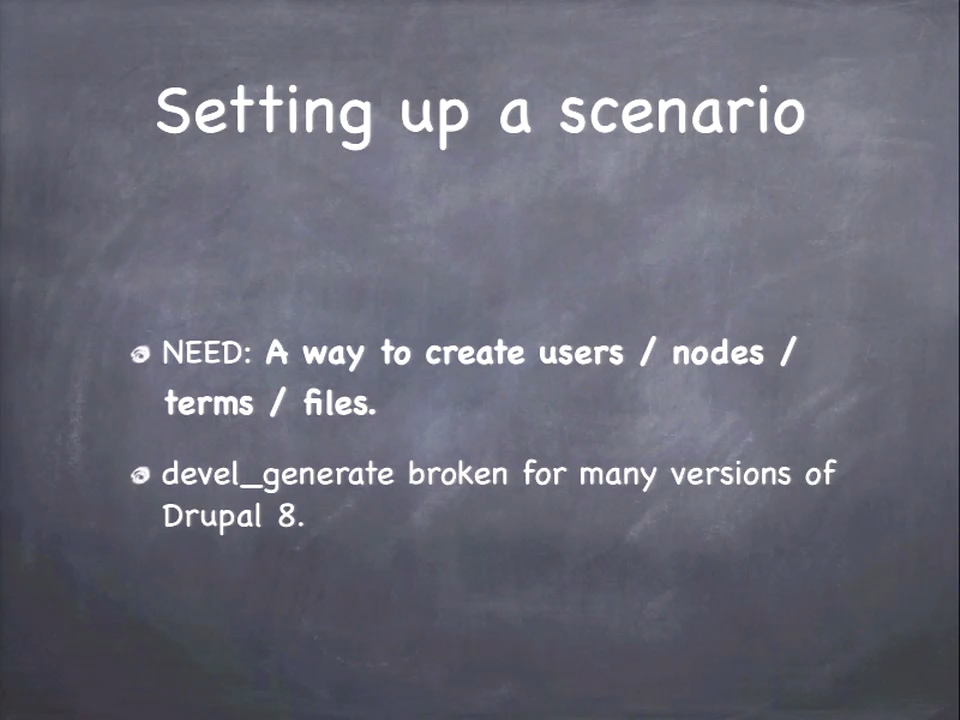 Setting up a scenario
NEED: A way to create users / nodes /
terms / files.
devel_generate broken for many versions of
Drupal 8.